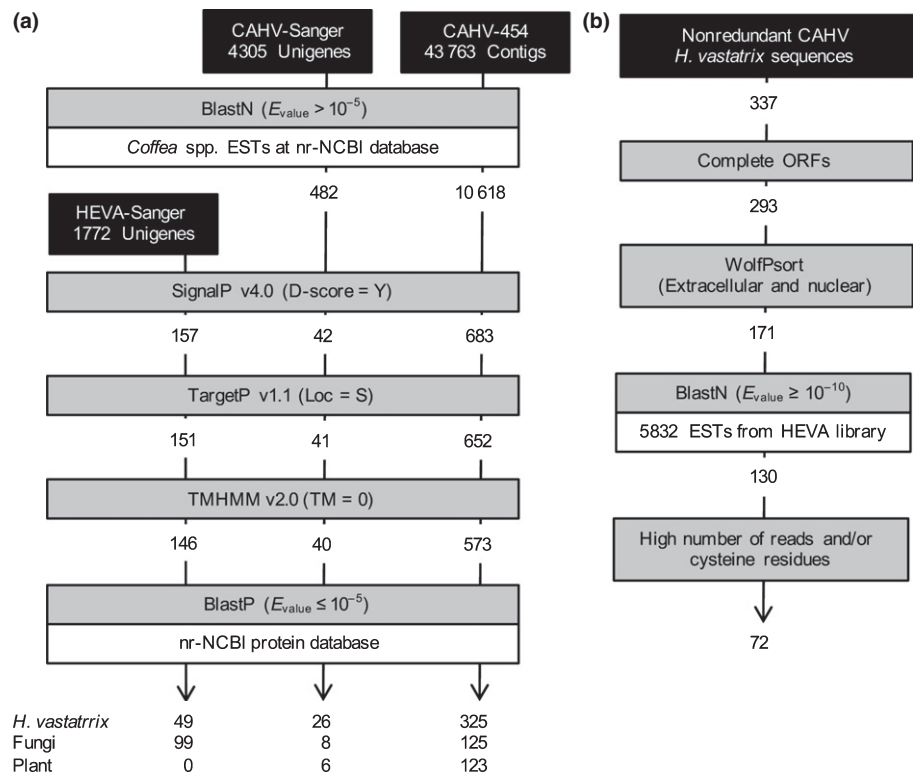 (a)
CAHV-Sanger
4305 Unigenes
CAHV-454
43 763 Contigs
BlastN (Evalue > 10⁻⁵)
Coffea spp. ESTs at nr-NCBI database
482
10 618
HEVA-Sanger
1772 Unigenes
SignalP v4.0 (D-score = Y)
157
42
683
TargetP v1.1 (Loc = S)
151
41
652
TMHMM v2.0 (TM = 0)
146
40
573
BlastP (Evalue ≤ 10⁻⁵)
nr-NCBI protein database
H. vastatrrix 49 26 325
Fungi 99 8 125
Plant 0 6 123
(b)
Nonredundant CAHV
H. vastatrix sequences
337
Complete ORFs
293
WolfPsort
(Extracellular and nuclear)
171
BlastN (Evalue ≥ 10⁻¹⁰)
5832 ESTs from HEVA library
130
High number of reads and/or
cysteine residues
72